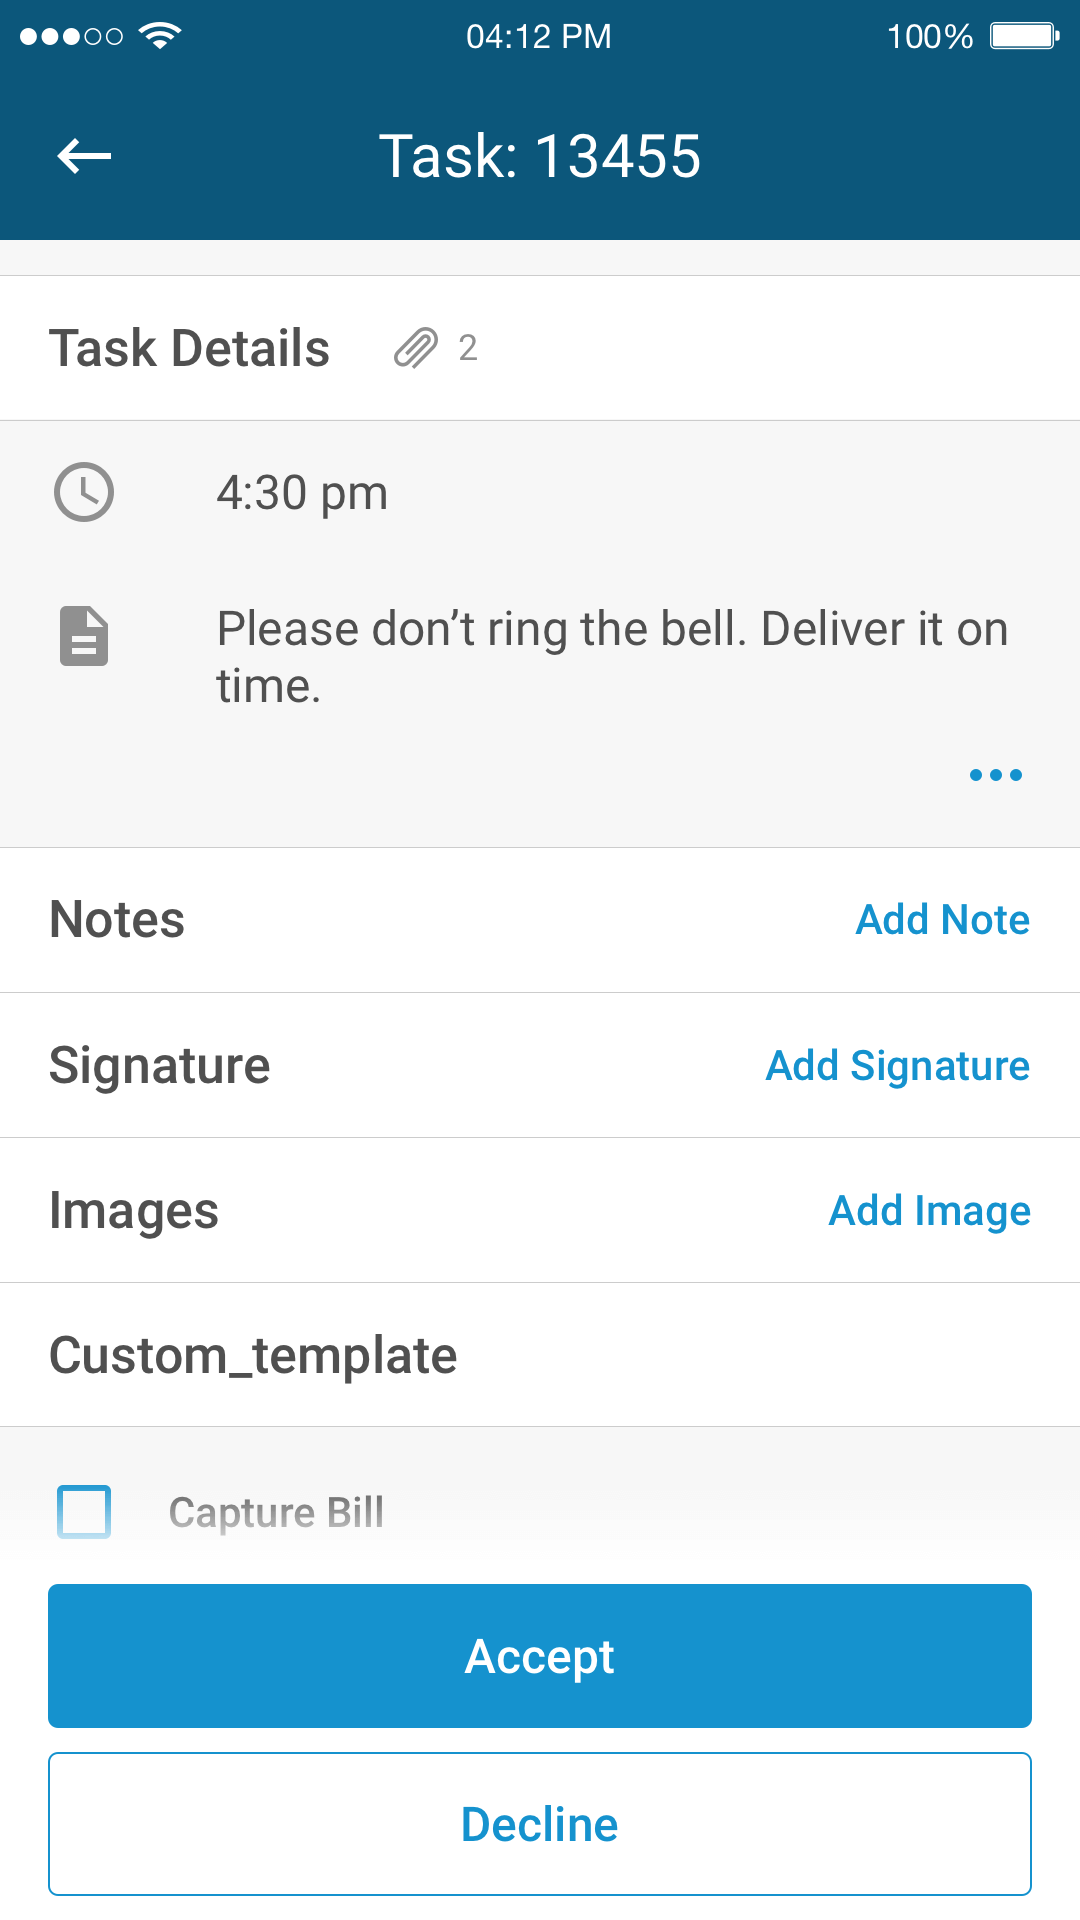 04:12 PM 100%
Task: 13455
Task Details 2
4:30 pm
Please don’t ring the bell. Deliver it on
time.
Notes Add Note
Signature Add Signature
Images Add Image
Custom_template
Capture Bill
Accept
Decline